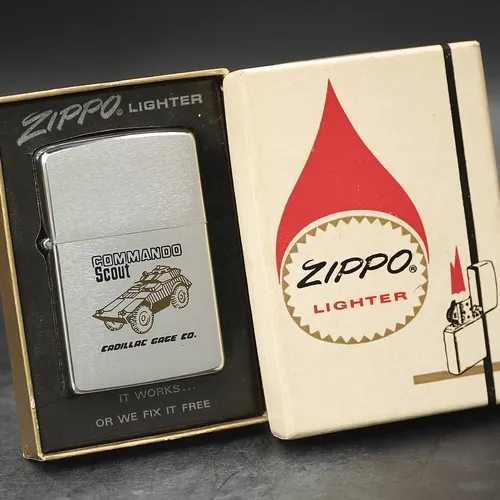 ZIPPO® LIGHTER
COMMANDO
Scout
CADILLAC GAGE CO.
IT WORKS...
OR WE FIX IT FREE
ZIPPO®
LIGHTER